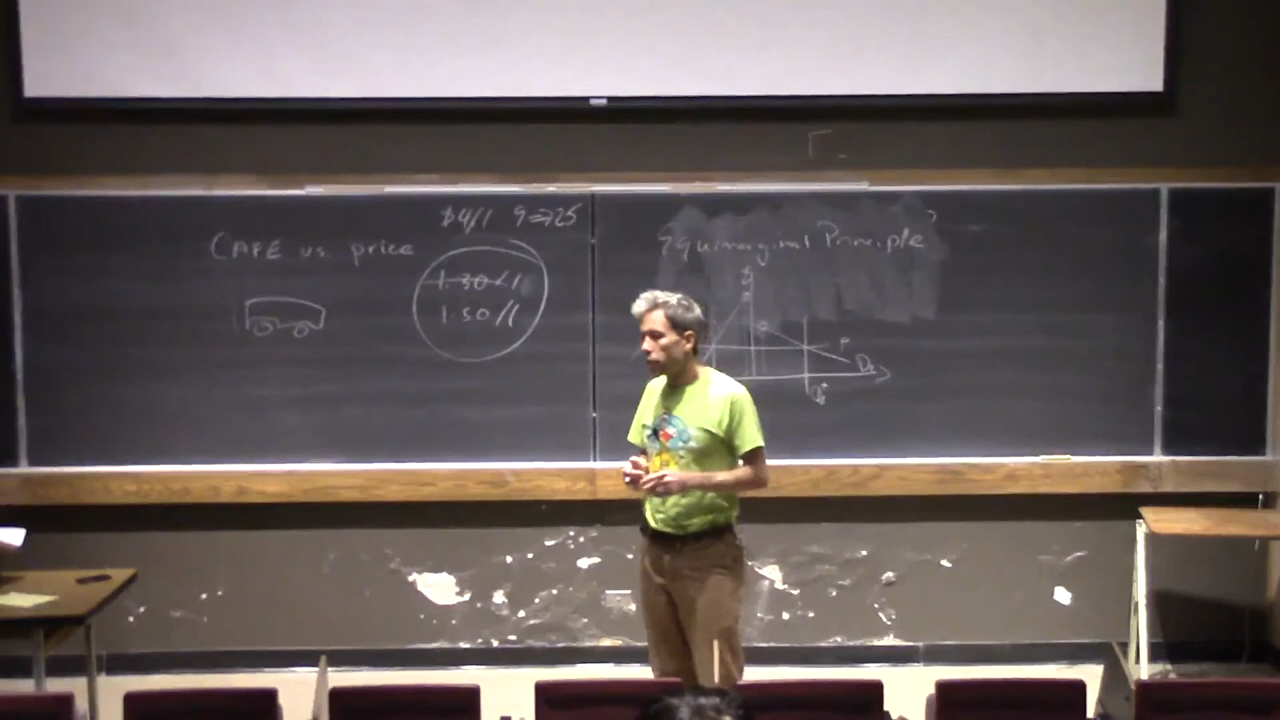 CAFE vs. price
$4/l 9⇒25
1.30/l
1.50/l
Equimarginal Principle
$
P